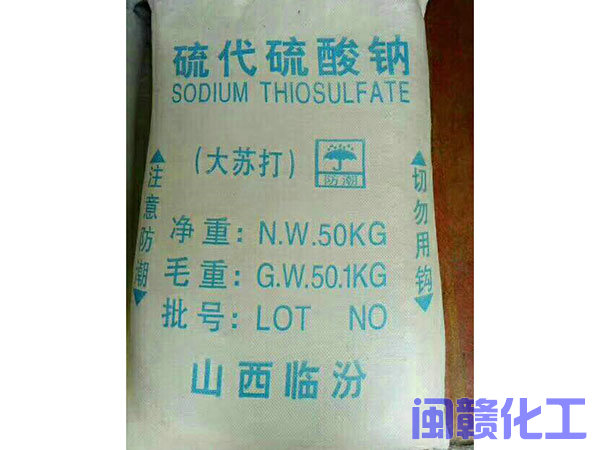 硫代硫酸钠
SODIUM THIOSULFATE
(大苏打)
防潮
注意防潮
切勿用钩
净重: N.W.50KG
毛重: G.W.50.1KG
批号: LOT NO
山西临汾
闽赣化工